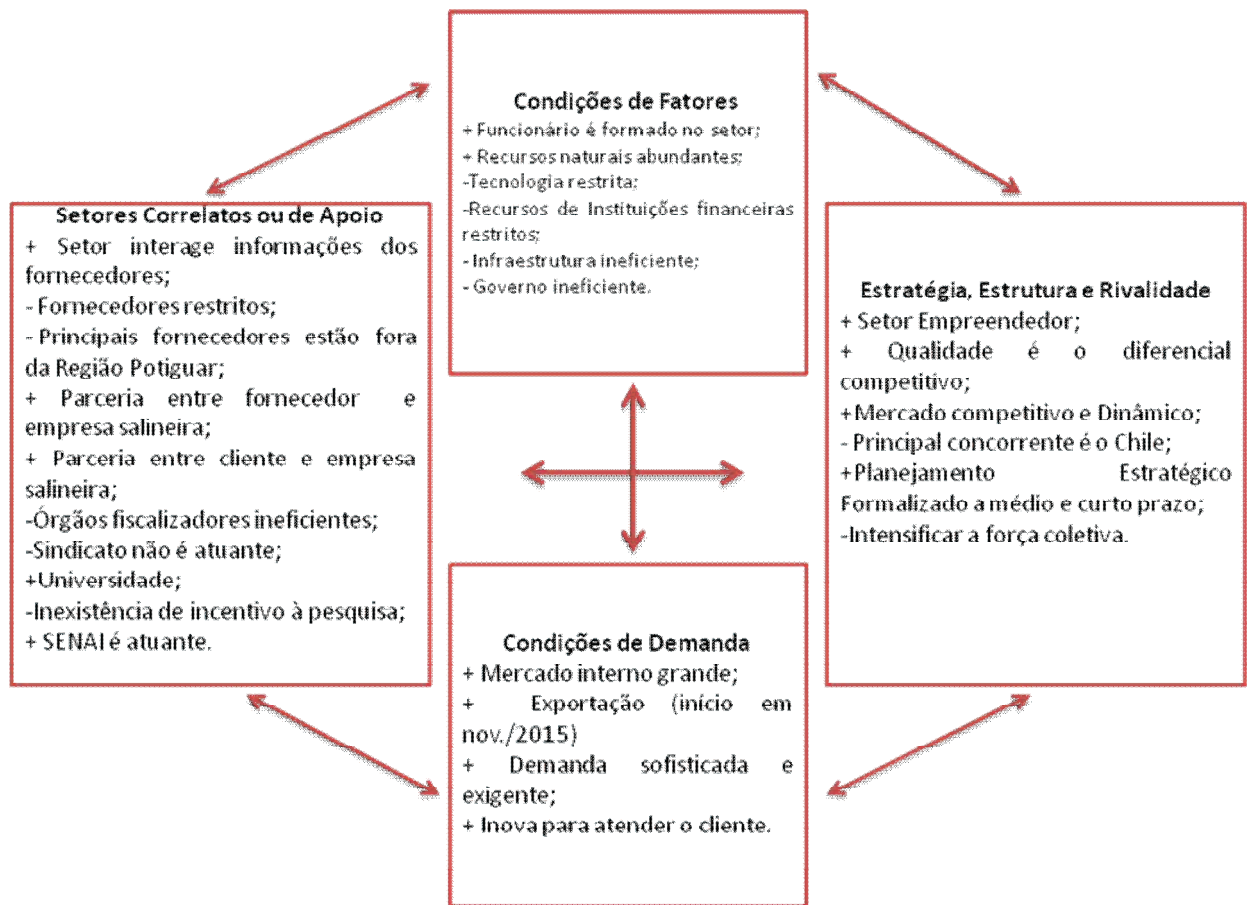 Condições de Fatores
+ Funcionário é formado no setor;
+ Recursos naturais abundantes;
-Tecnologia restrita;
-Recursos de Instituições financeiras
restritos;
- Infraestrutura ineficiente;
- Governo ineficiente.
Setores Correlatos ou de Apoio
+ Setor interage informações dos
fornecedores;
- Fornecedores restritos;
- Principais fornecedores estão fora
da Região Potiguar;
+ Parceria entre fornecedor e
empresa salineira;
+ Parceria entre cliente e empresa
salineira;
-Órgãos fiscalizadores ineficientes;
-Sindicato não é atuante;
+Universidade;
-Inexistência de incentivo à pesquisa;
+ SENAI é atuante.
Estratégia, Estrutura e Rivalidade
+ Setor Empreendedor;
+ Qualidade é o diferencial
competitivo;
+Mercado competitivo e Dinâmico;
- Principal concorrente é o Chile;
+Planejamento Estratégico
Formalizado a médio e curto prazo;
-Intensificar a força coletiva.
Condições de Demanda
+ Mercado interno grande;
+ Exportação (início em
nov./2015)
+ Demanda sofisticada e
exigente;
+ Inova para atender o cliente.